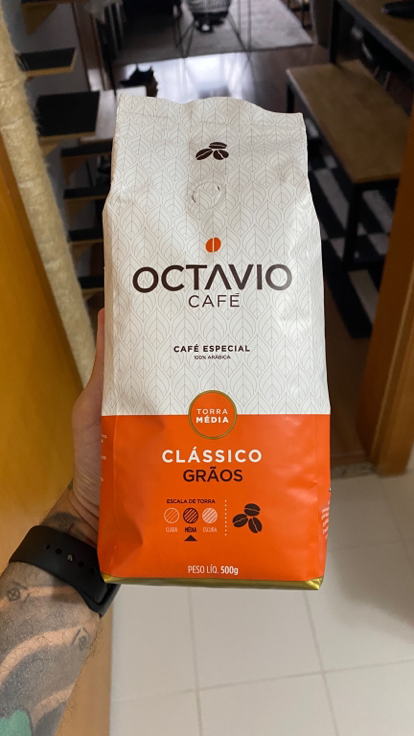 OCTAVIO
CAFÉ
CAFÉ ESPECIAL
100% ARÁBICA
TORRA
MÉDIA
CLÁSSICO
GRÃOS
ESCALA DE TORRA
CLARA MÉDIA ESCURA
PESO LÍQ. 500g